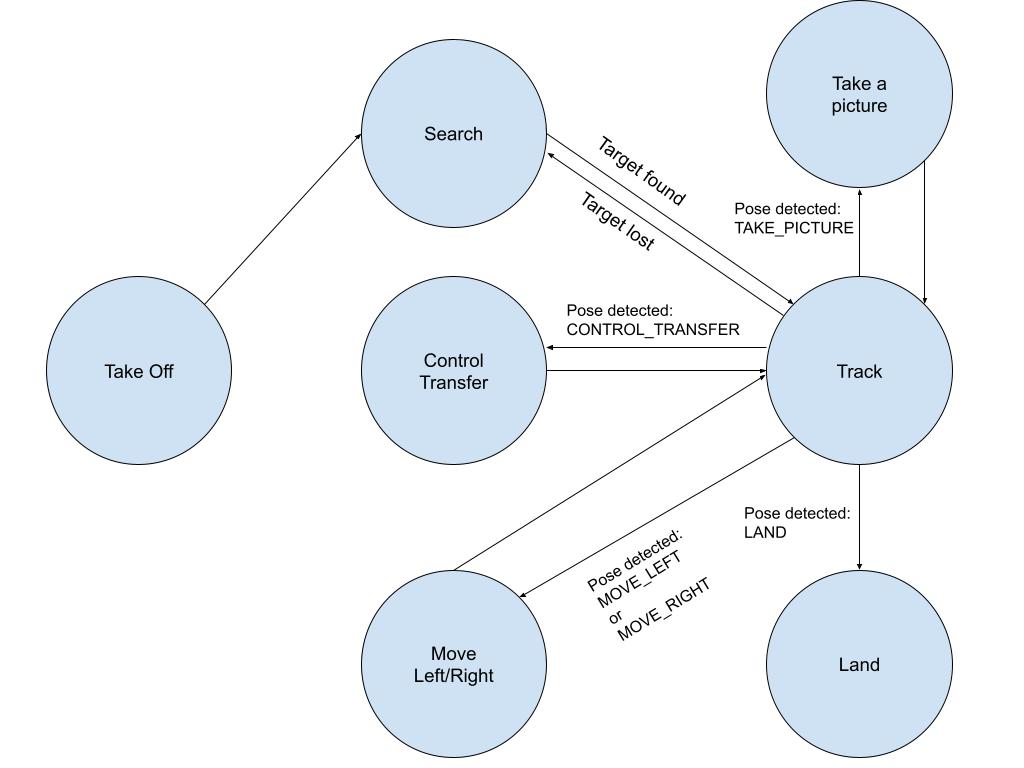 Take a
picture
Search
Target found
Target lost
Pose detected:
TAKE_PICTURE
Pose detected:
CONTROL_TRANSFER
Take Off
Control
Transfer
Track
Pose detected:
LAND
Pose detected:
MOVE_LEFT
or
MOVE_RIGHT
Move
Left/Right
Land